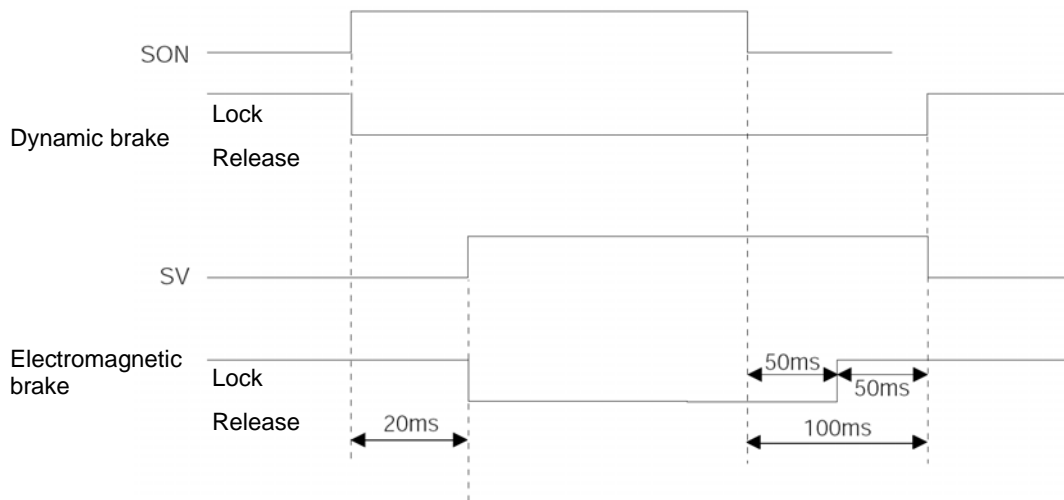 SON
Dynamic brake
Lock
Release
SV
Electromagnetic
brake
Lock
Release
20ms
50ms
50ms
100ms